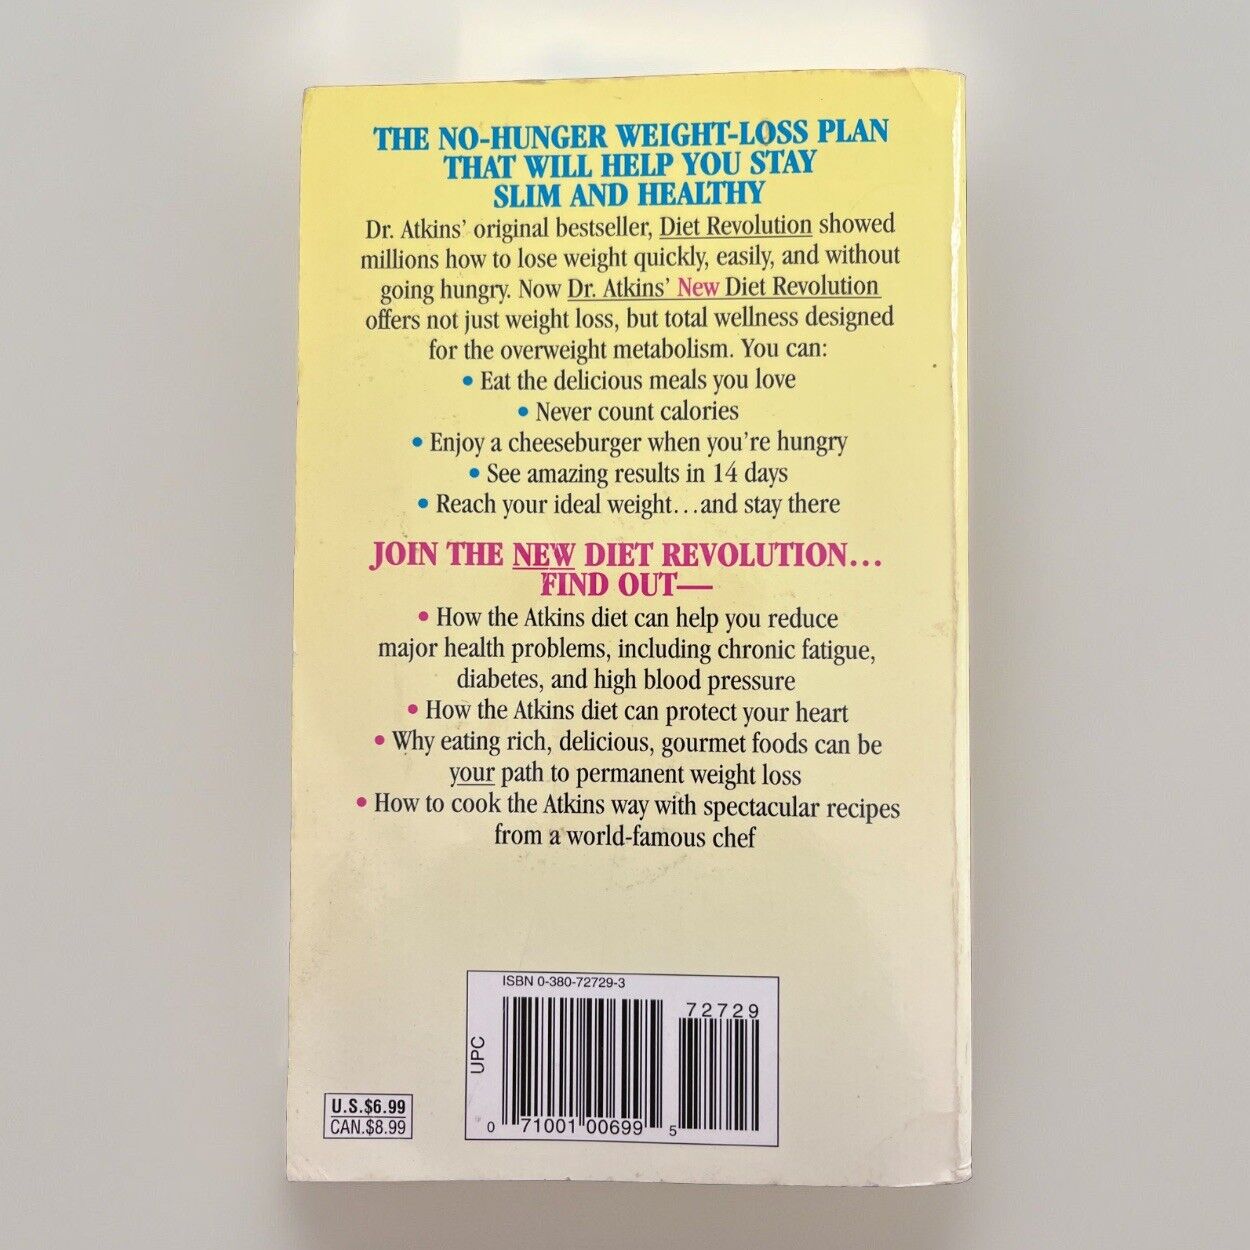 THE NO-HUNGER WEIGHT-LOSS PLAN
THAT WILL HELP YOU STAY
SLIM AND HEALTHY
Dr. Atkins' original bestseller, Diet Revolution showed
millions how to lose weight quickly, easily, and without
going hungry. Now Dr. Atkins' New Diet Revolution
offers not just weight loss, but total wellness designed
for the overweight metabolism. You can:
• Eat the delicious meals you love
• Never count calories
• Enjoy a cheeseburger when you're hungry
• See amazing results in 14 days
• Reach your ideal weight...and stay there
JOIN THE NEW DIET REVOLUTION...
FIND OUT—
• How the Atkins diet can help you reduce
major health problems, including chronic fatigue,
diabetes, and high blood pressure
• How the Atkins diet can protect your heart
• Why eating rich, delicious, gourmet foods can be
your path to permanent weight loss
• How to cook the Atkins way with spectacular recipes
from a world-famous chef
ISBN 0-380-72729-3
72729
UPC
0 71001 00699 5
U.S.$6.99
CAN.$8.99